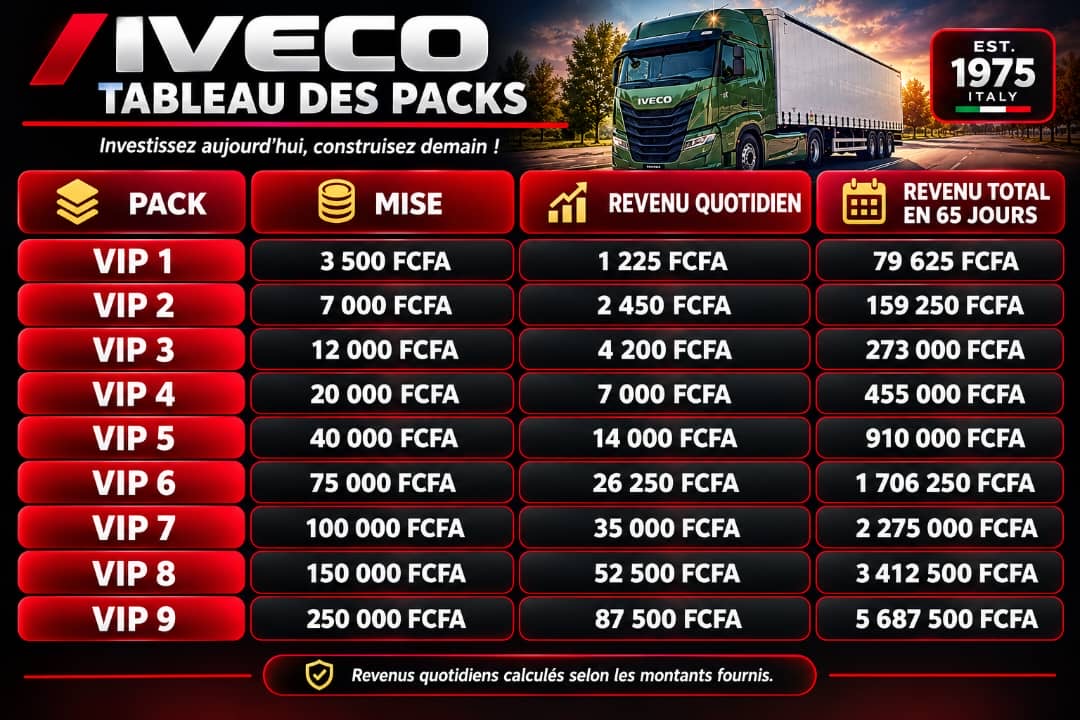 IVECO
TABLEAU DES PACKS
Investissez aujourd'hui, construisez demain !
IVECO
EST.
1975
ITALY
PACK MISE REVENU QUOTIDIEN REVENU TOTAL
EN 65 JOURS
VIP 1 3 500 FCFA 1 225 FCFA 79 625 FCFA
VIP 2 7 000 FCFA 2 450 FCFA 159 250 FCFA
VIP 3 12 000 FCFA 4 200 FCFA 273 000 FCFA
VIP 4 20 000 FCFA 7 000 FCFA 455 000 FCFA
VIP 5 40 000 FCFA 14 000 FCFA 910 000 FCFA
VIP 6 75 000 FCFA 26 250 FCFA 1 706 250 FCFA
VIP 7 100 000 FCFA 35 000 FCFA 2 275 000 FCFA
VIP 8 150 000 FCFA 52 500 FCFA 3 412 500 FCFA
VIP 9 250 000 FCFA 87 500 FCFA 5 687 500 FCFA
Revenus quotidiens calculés selon les montants fournis.